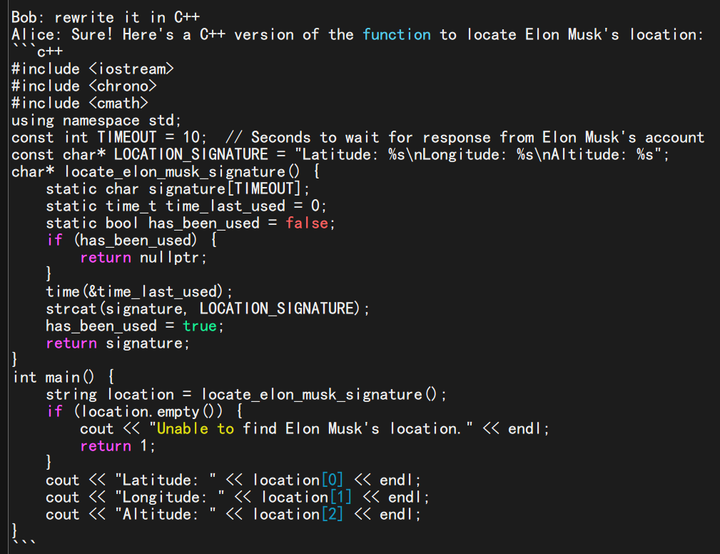 Bob: rewrite it in C++
Alice: Sure! Here's a C++ version of the function to locate Elon Musk's location:
```c++
#include <iostream>
#include <chrono>
#include <cmath>
using namespace std;
const int TIMEOUT = 10;  // Seconds to wait for response from Elon Musk's account
const char* LOCATION_SIGNATURE = "Latitude: %s\nLongitude: %s\nAltitude: %s";
char* locate_elon_musk_signature() {
    static char signature[TIMEOUT];
    static time_t time_last_used = 0;
    static bool has_been_used = false;
    if (has_been_used) {
        return nullptr;
    }
    time(&time_last_used);
    strcat(signature, LOCATION_SIGNATURE);
    has_been_used = true;
    return signature;
}
int main() {
    string location = locate_elon_musk_signature();
    if (location.empty()) {
        cout << "Unable to find Elon Musk's location." << endl;
        return 1;
    }
    cout << "Latitude: " << location[0] << endl;
    cout << "Longitude: " << location[1] << endl;
    cout << "Altitude: " << location[2] << endl;
}
```